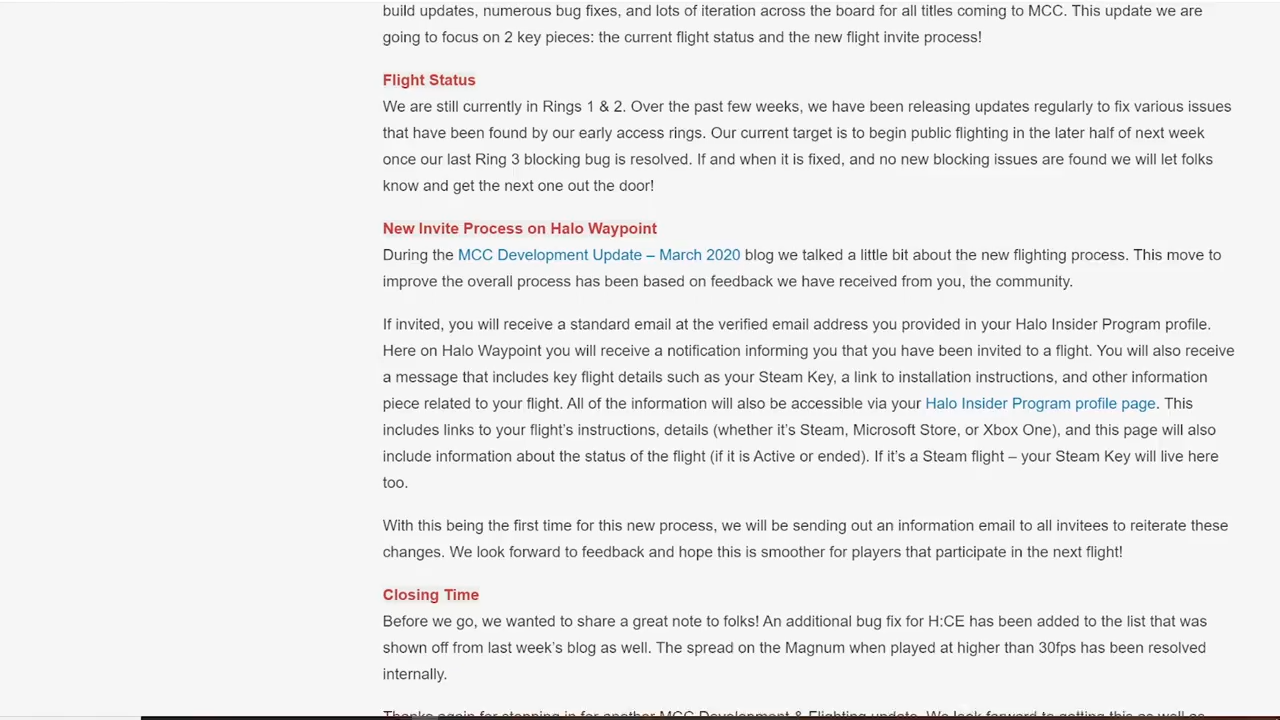 build updates, numerous bug fixes, and lots of iteration across the board for all titles coming to MCC. This update we are
going to focus on 2 key pieces: the current flight status and the new flight invite process!
Flight Status
We are still currently in Rings 1 & 2. Over the past few weeks, we have been releasing updates regularly to fix various issues
that have been found by our early access rings. Our current target is to begin public flighting in the later half of next week
once our last Ring 3 blocking bug is resolved. If and when it is fixed, and no new blocking issues are found we will let folks
know and get the next one out the door!
New Invite Process on Halo Waypoint
During the MCC Development Update – March 2020 blog we talked a little bit about the new flighting process. This move to
improve the overall process has been based on feedback we have received from you, the community.
If invited, you will receive a standard email at the verified email address you provided in your Halo Insider Program profile.
Here on Halo Waypoint you will receive a notification informing you that you have been invited to a flight. You will also receive
a message that includes key flight details such as your Steam Key, a link to installation instructions, and other information
piece related to your flight. All of the information will also be accessible via your Halo Insider Program profile page. This
includes links to your flight's instructions, details (whether it's Steam, Microsoft Store, or Xbox One), and this page will also
include information about the status of the flight (if it is Active or ended). If it's a Steam flight – your Steam Key will live here
too.
With this being the first time for this new process, we will be sending out an information email to all invitees to reiterate these
changes. We look forward to feedback and hope this is smoother for players that participate in the next flight!
Closing Time
Before we go, we wanted to share a great note to folks! An additional bug fix for H:CE has been added to the list that was
shown off from last week's blog as well. The spread on the Magnum when played at higher than 30fps has been resolved
internally.
Thanks again for stopping in for another MCC Development & Flighting update. We look forward to getting this as well as